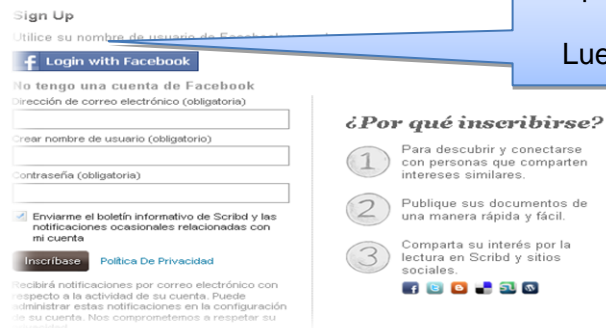 Sign Up
Utilice su nombre de usuario de Facebook
Lue
f Login with Facebook
No tengo una cuenta de Facebook
Dirección de correo electrónico (obligatoria)
Crear nombre de usuario (obligatorio)
Contraseña (obligatoria)
Enviarme el boletín informativo de Scribd y las
notificaciones ocasionales relacionadas con
mi cuenta
Inscríbase Política De Privacidad
Recibirá notificaciones por correo electrónico con
respecto a la actividad de su cuenta. Puede
administrar estas notificaciones en la configuración
de su cuenta. Nos comprometemos a respetar su
¿Por qué inscribirse?
1 Para descubrir y conectarse
con personas que comparten
intereses similares.
2 Publique sus documentos de
una manera rápida y fácil.
3 Comparta su interés por la
lectura en Scribd y sitios
sociales.